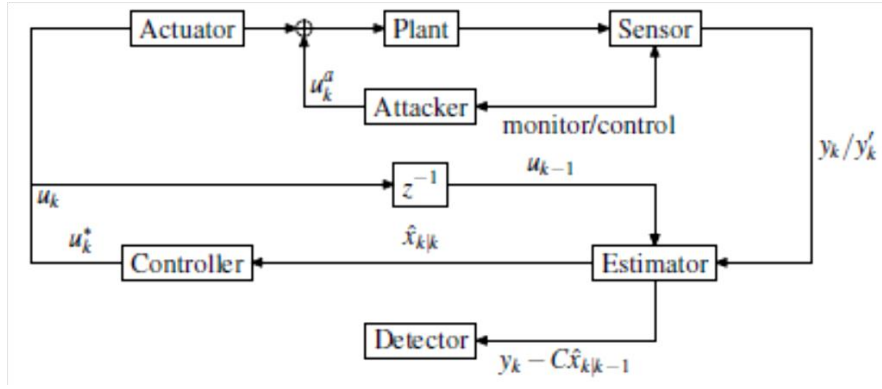 Actuator Plant Sensor
u_k^a
Attacker
monitor/control
y_k/y'_k
z^{-1} u_{k-1}
u_k
u_k^* x̂_{k|k}
Controller Estimator
Detector
y_k − Cx̂_{k|k−1}